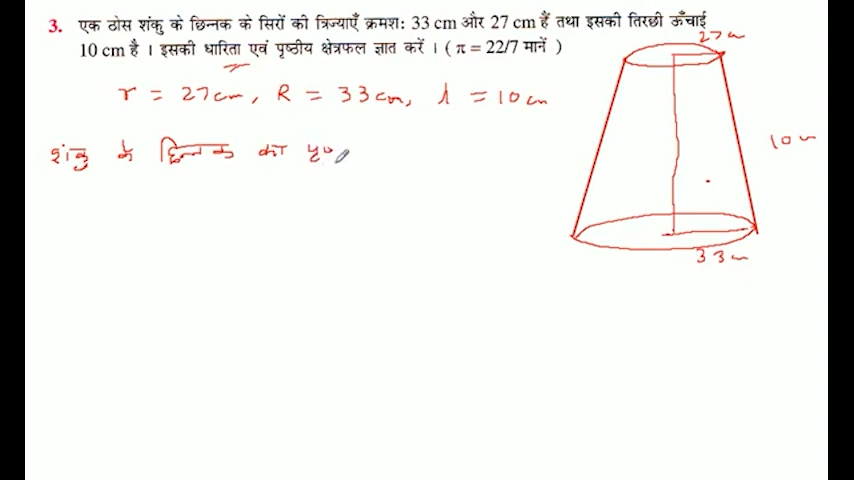 3. एक ठोस शंकु के छिन्नक के सिरों की त्रिज्याएँ क्रमश: 33 cm और 27 cm हैं तथा इसकी तिरछी ऊँचाई
10 cm है । इसकी धारिता एवं पृष्ठीय क्षेत्रफल ज्ञात करें । ( π = 22/7 मानें )
r = 27cm, R = 33cm, l = 10cm
शंकु के छिन्नक का पृष्
27cm
10cm
33cm